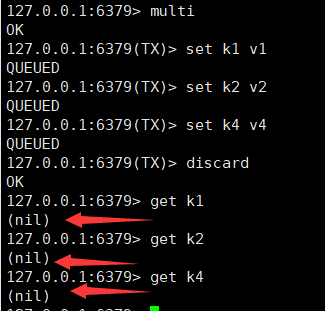 127.0.0.1:6379> multi
OK
127.0.0.1:6379(TX)> set k1 v1
QUEUED
127.0.0.1:6379(TX)> set k2 v2
QUEUED
127.0.0.1:6379(TX)> set k4 v4
QUEUED
127.0.0.1:6379(TX)> discard
OK
127.0.0.1:6379> get k1
(nil)
127.0.0.1:6379> get k2
(nil)
127.0.0.1:6379> get k4
(nil)
127.0.0.1:6379>